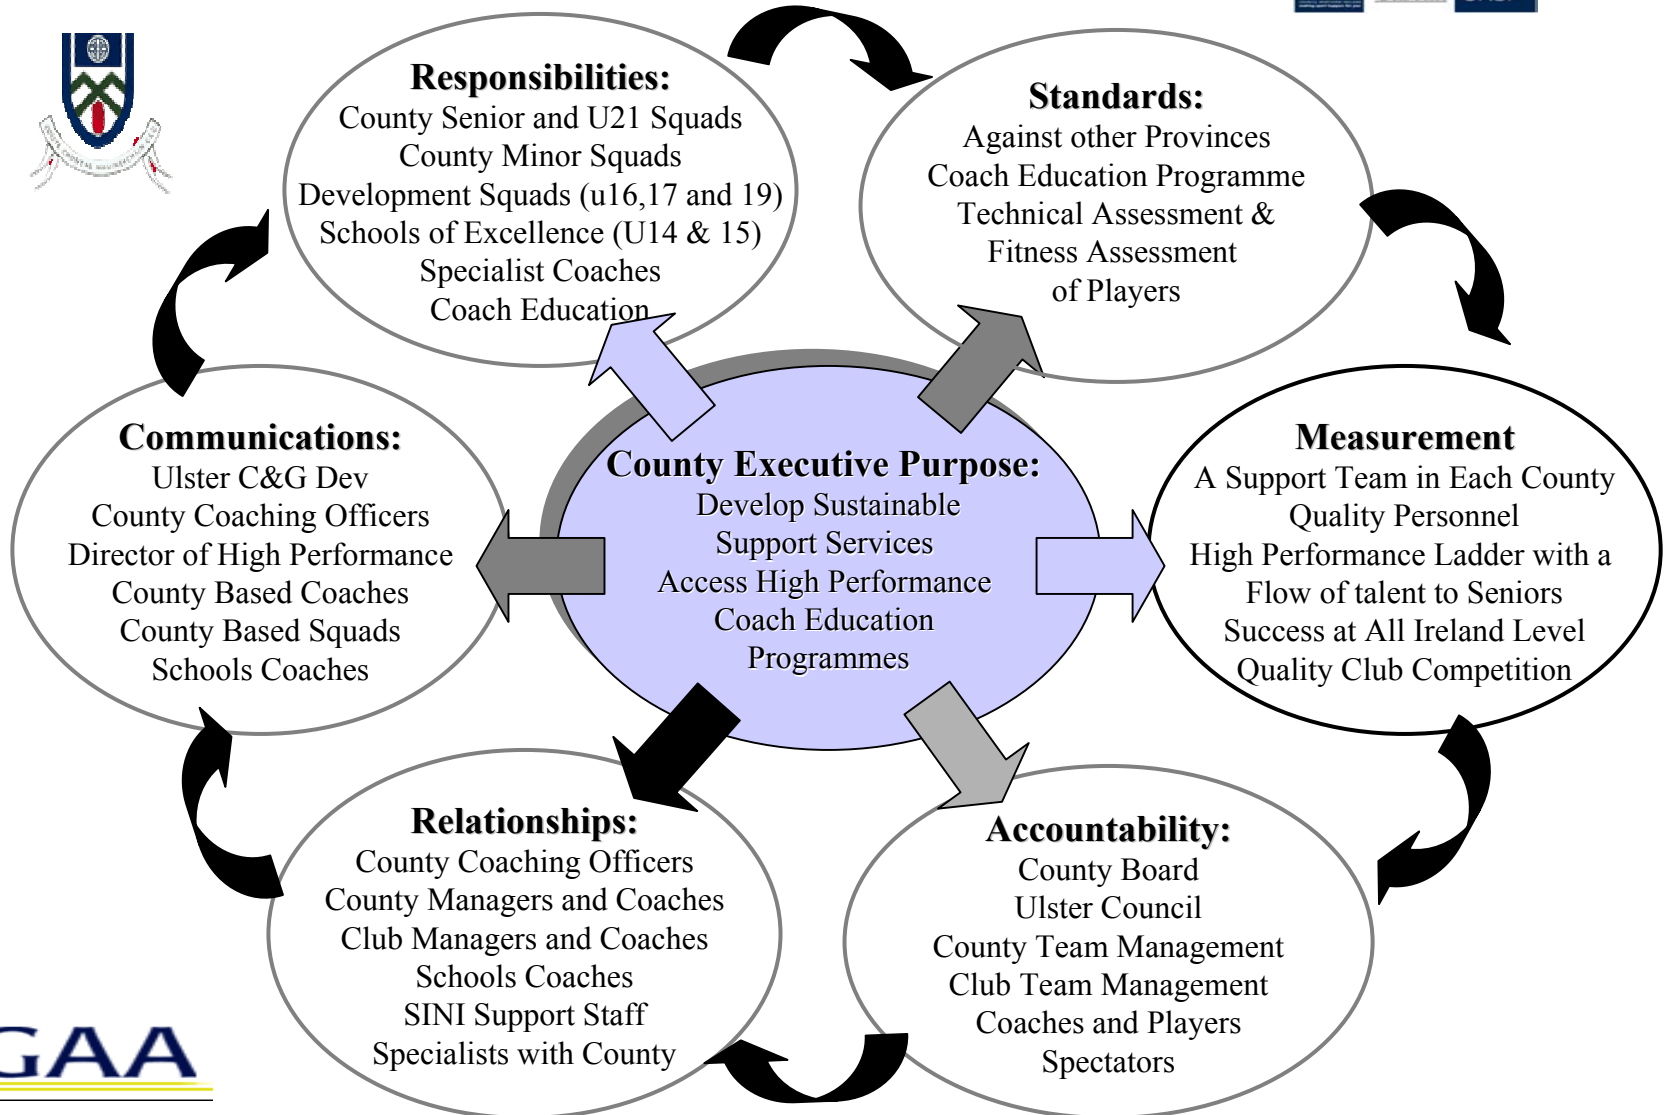 Responsibilities:
County Senior and U21 Squads
County Minor Squads
Development Squads (u16,17 and 19)
Schools of Excellence (U14 & 15)
Specialist Coaches
Coach Education
Standards:
Against other Provinces
Coach Education Programme
Technical Assessment &
Fitness Assessment
of Players
Communications:
Ulster C&G Dev
County Coaching Officers
Director of High Performance
County Based Coaches
County Based Squads
Schools Coaches
County Executive Purpose:
Develop Sustainable
Support Services
Access High Performance
Coach Education
Programmes
Measurement
A Support Team in Each County
Quality Personnel
High Performance Ladder with a
Flow of talent to Seniors
Success at All Ireland Level
Quality Club Competition
Relationships:
County Coaching Officers
County Managers and Coaches
Club Managers and Coaches
Schools Coaches
SINI Support Staff
Specialists with County
Accountability:
County Board
Ulster Council
County Team Management
Club Team Management
Coaches and Players
Spectators
GAA